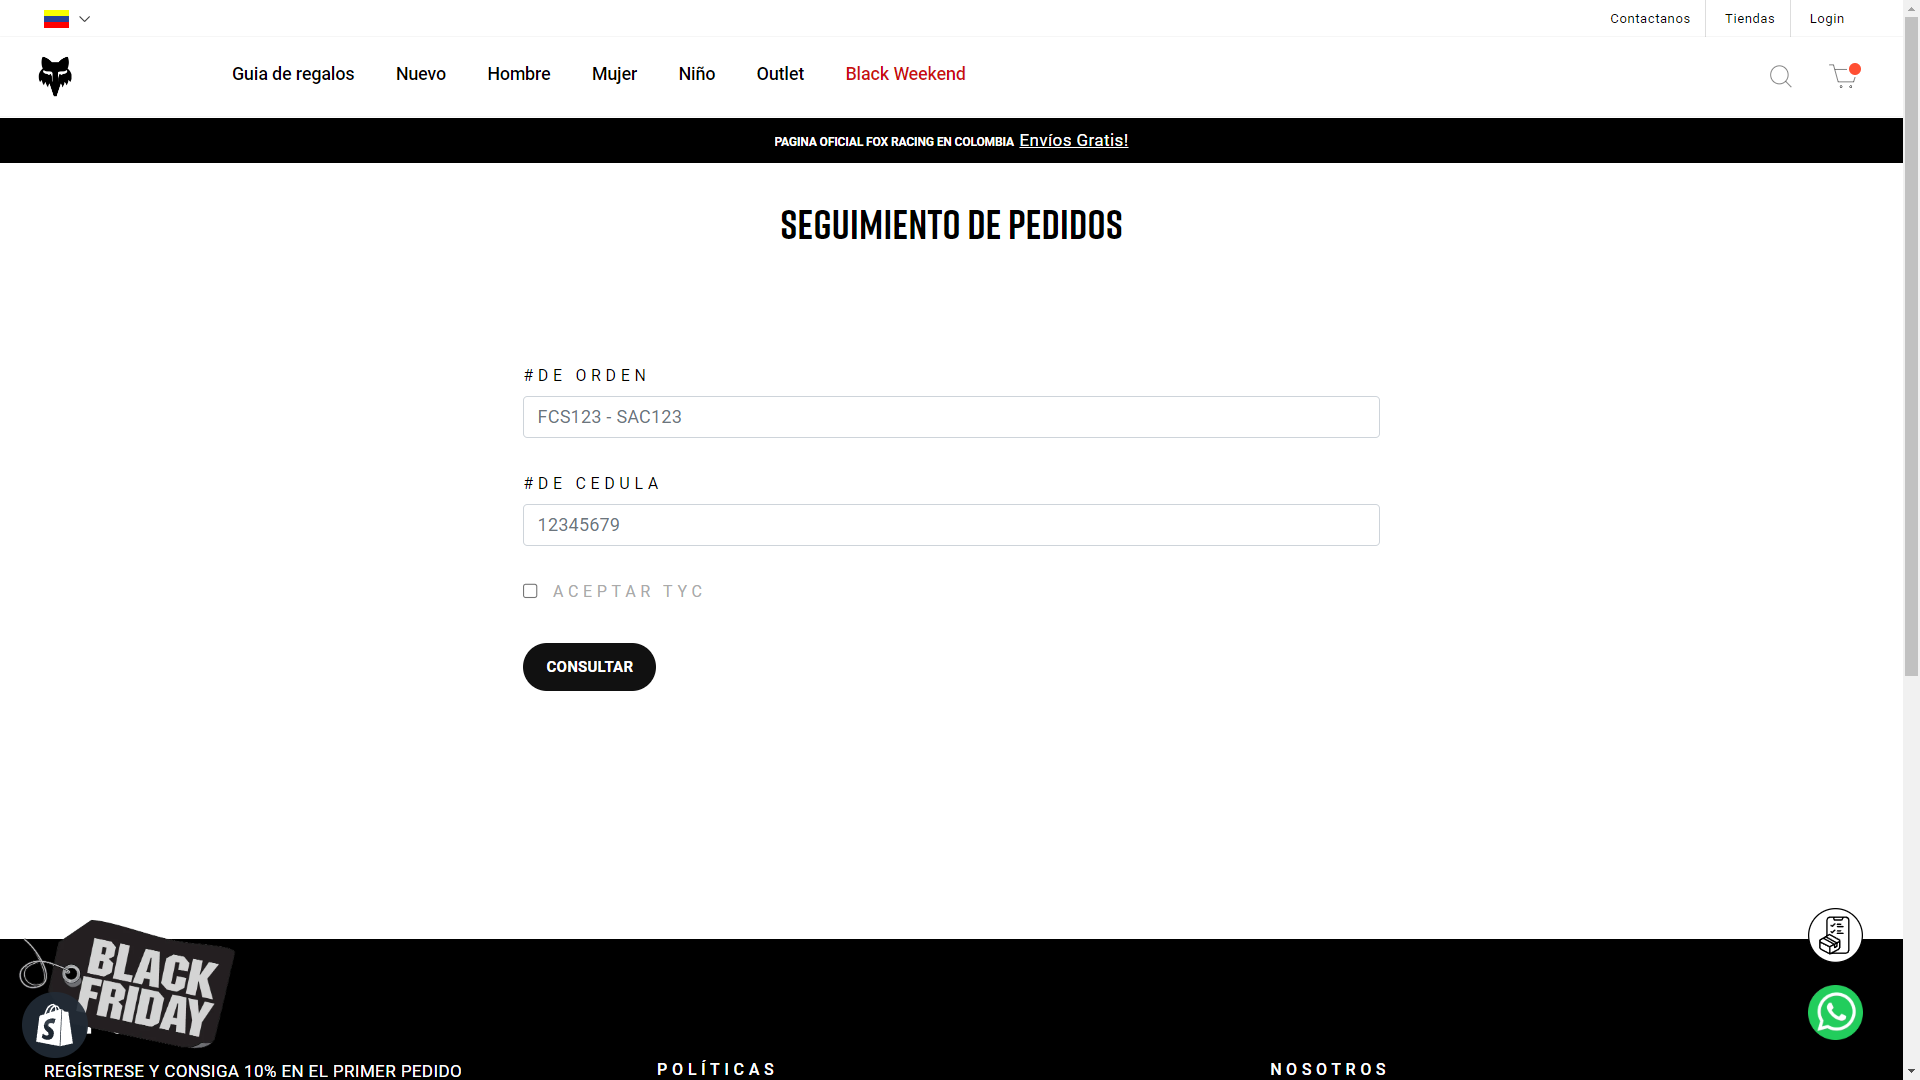 Contactanos
Tiendas
Login
Guia de regalos
Nuevo
Hombre
Mujer
Niño
Outlet
Black Weekend
PAGINA OFICIAL FOX RACING EN COLOMBIA Envíos Gratis!
SEGUIMIENTO DE PEDIDOS
#DE ORDEN
FCS123 - SAC123
#DE CEDULA
12345679
ACEPTAR TYC
CONSULTAR
BLACK
FRIDAY
REGÍSTRESE Y CONSIGA 10% EN EL PRIMER PEDIDO
POLÍTICAS
NOSOTROS